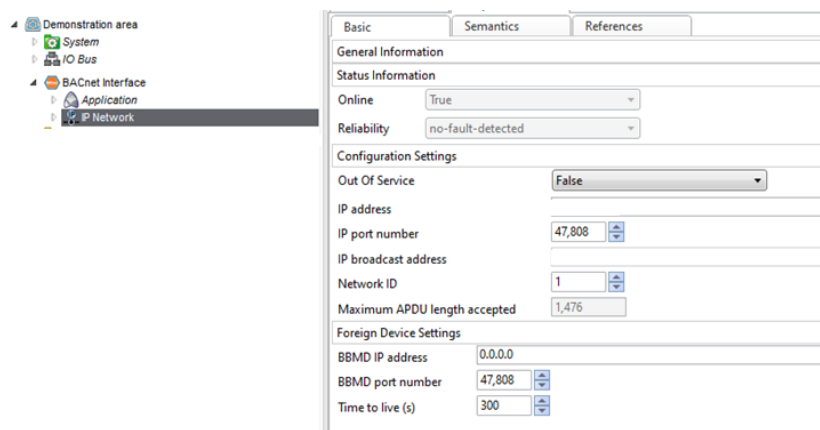 Demonstration area
System
IO Bus
BACnet Interface
Application
IP Network
Basic Semantics References
General Information
Status Information
Online True
Reliability no-fault-detected
Configuration Settings
Out Of Service False
IP address
IP port number 47,808
IP broadcast address
Network ID 1
Maximum APDU length accepted 1,476
Foreign Device Settings
BBMD IP address 0.0.0.0
BBMD port number 47,808
Time to live (s) 300